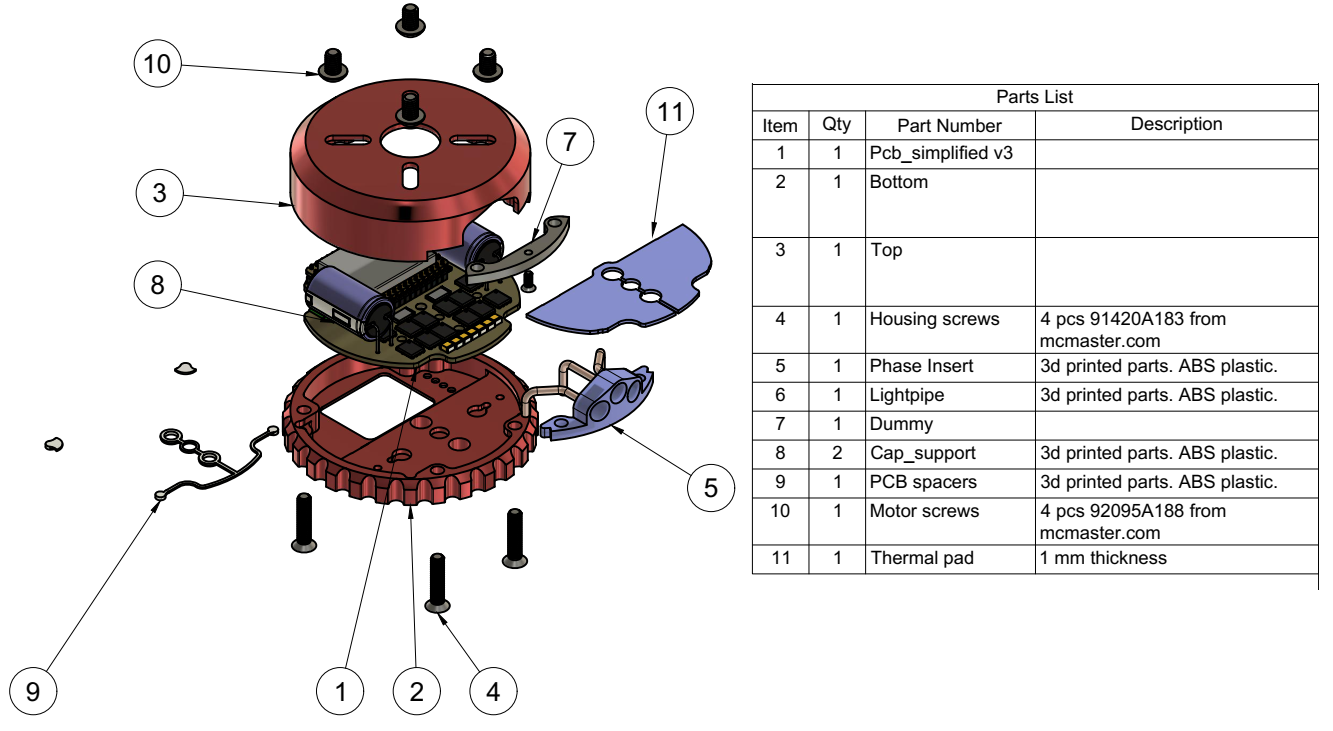 10
11
7
3
8
5
9
1
2
4
Parts List
Item Qty Part Number Description
1 1 Pcb_simplified v3
2 1 Bottom
3 1 Top
4 1 Housing screws 4 pcs 91420A183 from
mcmaster.com
5 1 Phase Insert 3d printed parts. ABS plastic.
6 1 Lightpipe 3d printed parts. ABS plastic.
7 1 Dummy
8 2 Cap_support 3d printed parts. ABS plastic.
9 1 PCB spacers 3d printed parts. ABS plastic.
10 1 Motor screws 4 pcs 92095A188 from
mcmaster.com
11 1 Thermal pad 1 mm thickness